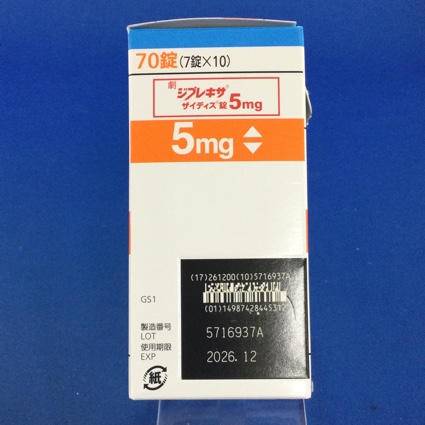 70錠(7錠×10)
劇 ジプレキサ®
ザイディス®錠5mg
5mg
(17)261200(10)5716937A
(01)14987428445312
GS1
製造番号
LOT
5716937A
使用期限
EXP
2026.12
紙